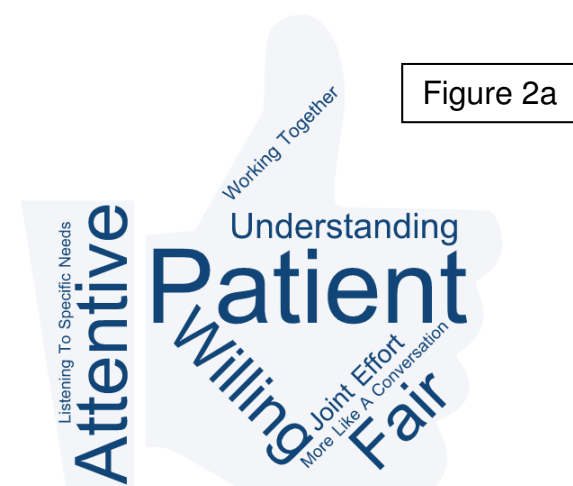 Figure 2a
Working Together
Understanding
Patient
Listening To Specific Needs
Attentive
Willing
Joint Effort
More Like A Conversation
Fair